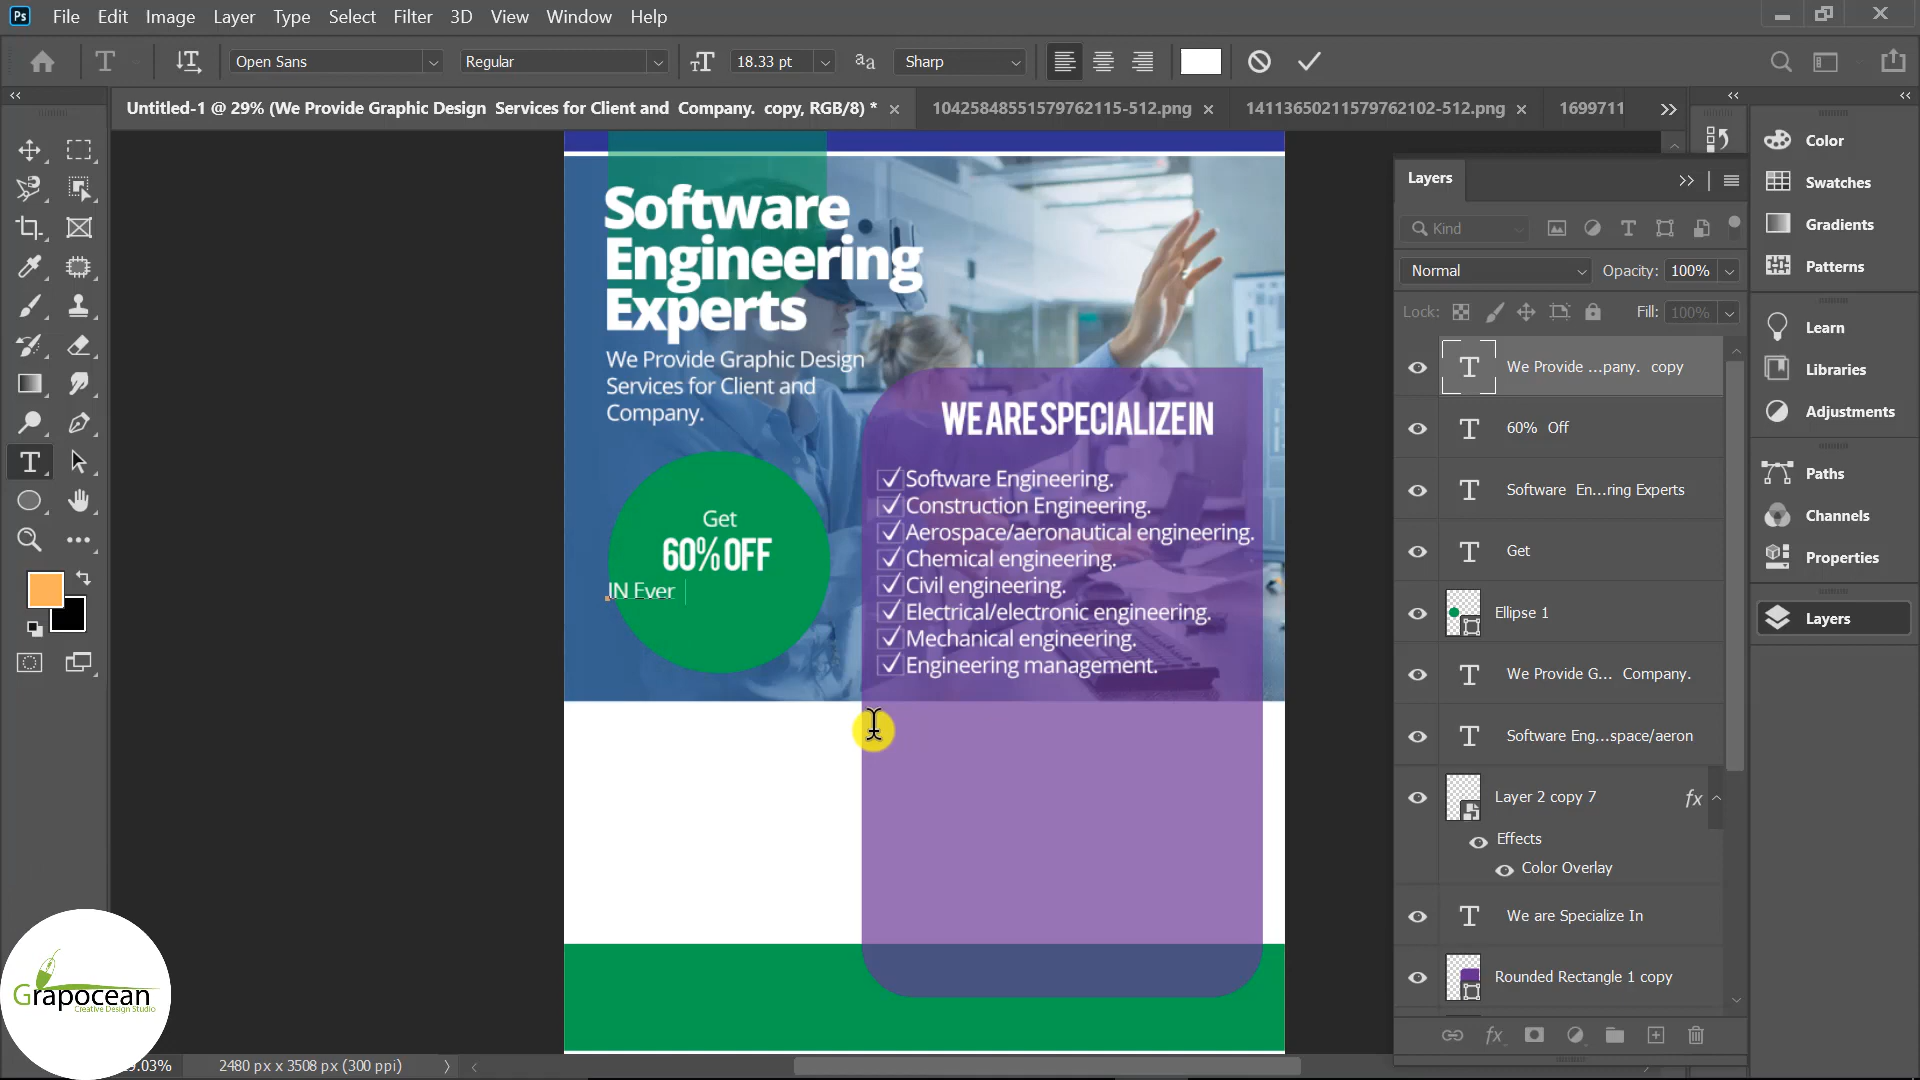 Ps File Edit Image Layer Type Select Filter 3D View Window Help
Open Sans Regular 18.33 pt Sharp
Untitled-1 @ 29% (We Provide Graphic Design Services for Client and Company. copy, RGB/8) * 10425848551579762115-512.png 14113650211579762102-512.png 1699711
Software
Engineering
Experts
We Provide Graphic Design
Services for Client and
Company.
Get
60% OFF
IN Ever
WE ARE SPECIALIZE IN
Software Engineering.
Construction Engineering.
Aerospace/aeronautical engineering.
Chemical engineering.
Civil engineering.
Electrical/electronic engineering.
Mechanical engineering.
Engineering management.
Layers
Kind
Normal Opacity: 100%
Lock: Fill: 100%
We Provide ...pany. copy
60% Off
Software En...ring Experts
Get
Ellipse 1
We Provide G... Company.
Software Eng...space/aeron
Layer 2 copy 7 fx
Effects
Color Overlay
We are Specialize In
Rounded Rectangle 1 copy
fx
Color
Swatches
Gradients
Patterns
Learn
Libraries
Adjustments
Paths
Channels
Properties
Layers
Grapocean
Creative Design Studio
2480 px x 3508 px (300 ppi)